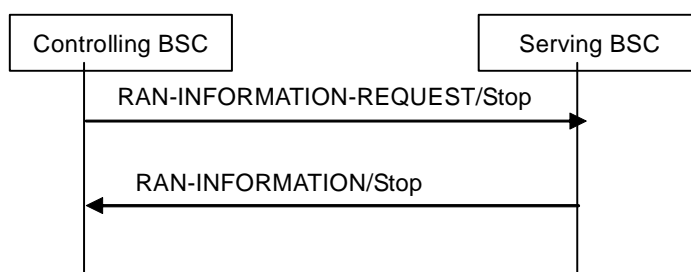 Controlling BSC
Serving BSC
RAN-INFORMATION-REQUEST/Stop
RAN-INFORMATION/Stop